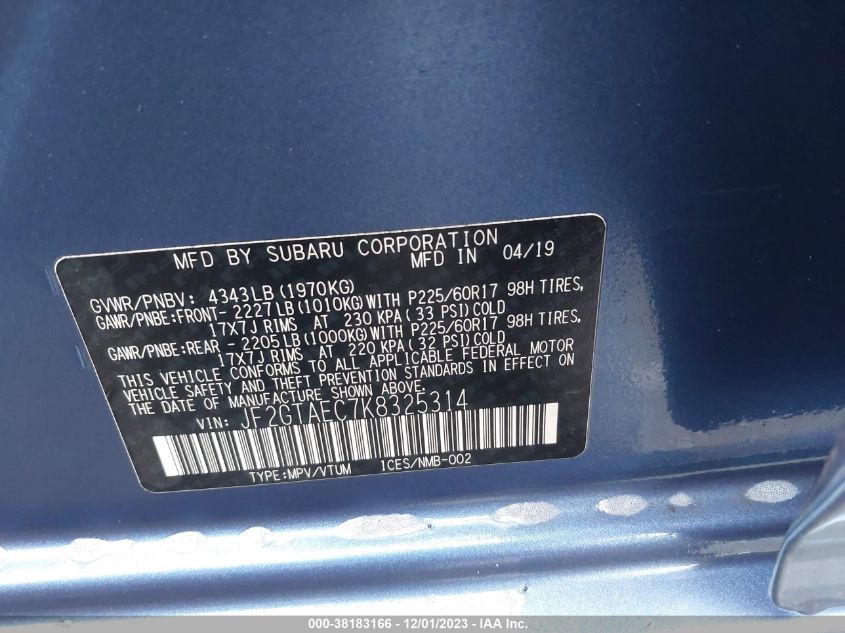 MFD BY SUBARU CORPORATION
MFD IN 04/19
GVWR/PNBV: 4343LB(1970KG)
GAWR/PNBE:FRONT- 2227LB(1010KG)WITH P225/60R17 98H TIRES,
17X7J RIMS AT 230 KPA(33 PSI)COLD
GAWR/PNBE:REAR - 2205LB(1000KG)WITH P225/60R17 98H TIRES,
17X7J RIMS AT 220 KPA(32 PSI)COLD
THIS VEHICLE CONFORMS TO ALL APPLICABLE FEDERAL MOTOR
VEHICLE SAFETY AND THEFT PREVENTION STANDARDS IN EFFECT ON
THE DATE OF MANUFACTURE SHOWN ABOVE.
VIN: JF2GTAEC7K8325314
TYPE:MPV/VTUM ICES/NMB-002
000-38183166 - 12/01/2023 - IAA Inc.